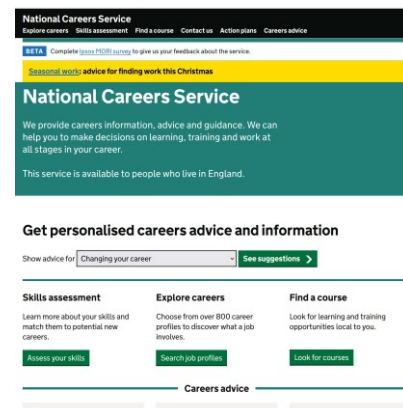 National Careers Service
Explore careers Skills assessment Find a course Contact us Action plans Careers advice
BETA Complete Ipsos MORI survey to give us your feedback about the service.
Seasonal work: advice for finding work this Christmas
National Careers Service
We provide careers information, advice and guidance. We can
help you to make decisions on learning, training and work at
all stages in your career.
This service is available to people who live in England.
Get personalised careers advice and information
Show advice for Changing your career See suggestions
Skills assessment
Learn more about your skills and
match them to potential new
careers.
Assess your skills
Explore careers
Choose from over 800 career
profiles to discover what a job
involves.
Search job profiles
Find a course
Look for learning and training
opportunities local to you.
Look for courses
Careers advice